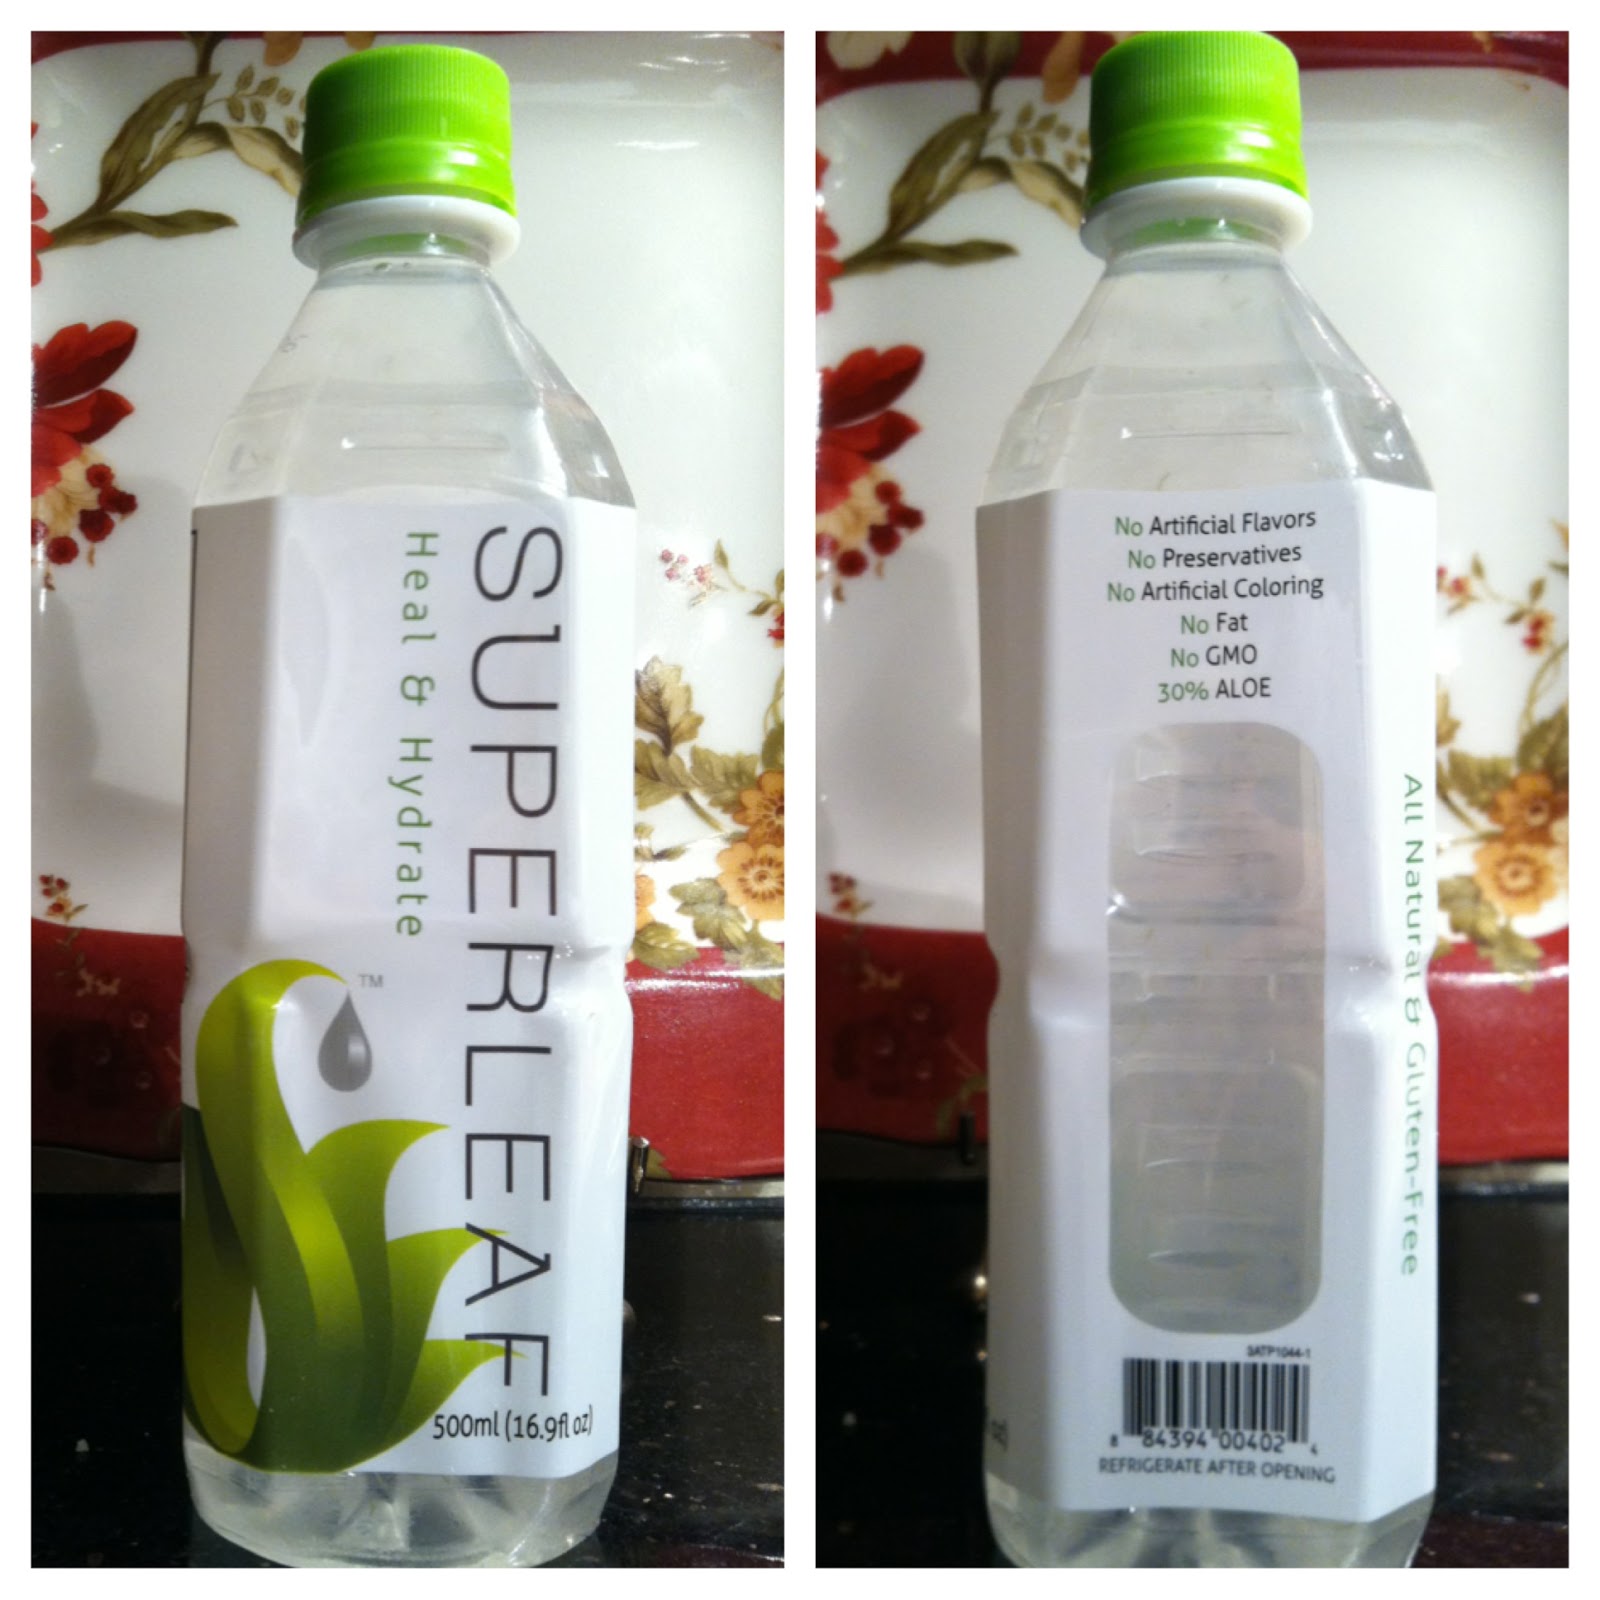 SUPERLEAF
Heal & Hydrate
TM
500ml (16.9fl oz)
No Artificial Flavors
No Preservatives
No Artificial Coloring
No Fat
No GMO
30% ALOE
All Natural & Gluten-Free
SATP1044-1
8 84394 00402 4
REFRIGERATE AFTER OPENING
oz)